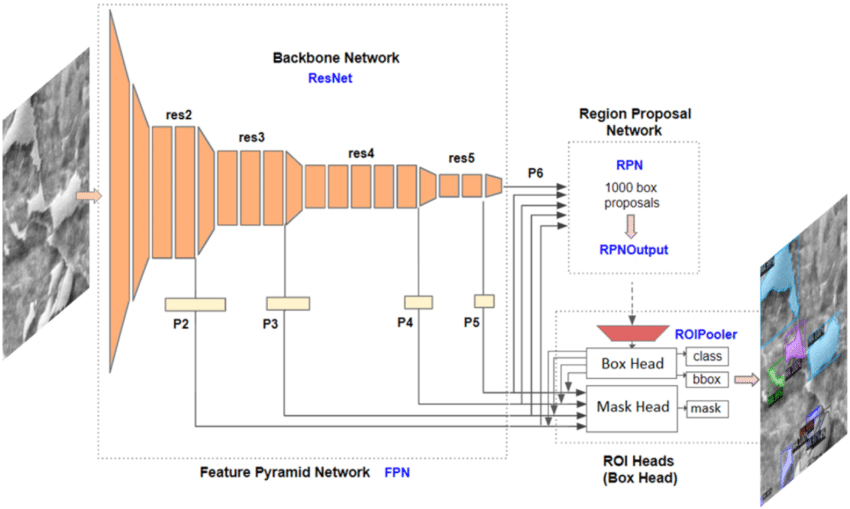 Backbone Network
ResNet
res2
res3
res4
res5
P6
P2
P3
P4
P5
Feature Pyramid Network FPN
Region Proposal
Network
RPN
1000 box
proposals
RPNOutput
ROIPooler
Box Head
class
bbox
Mask Head
mask
ROI Heads
(Box Head)